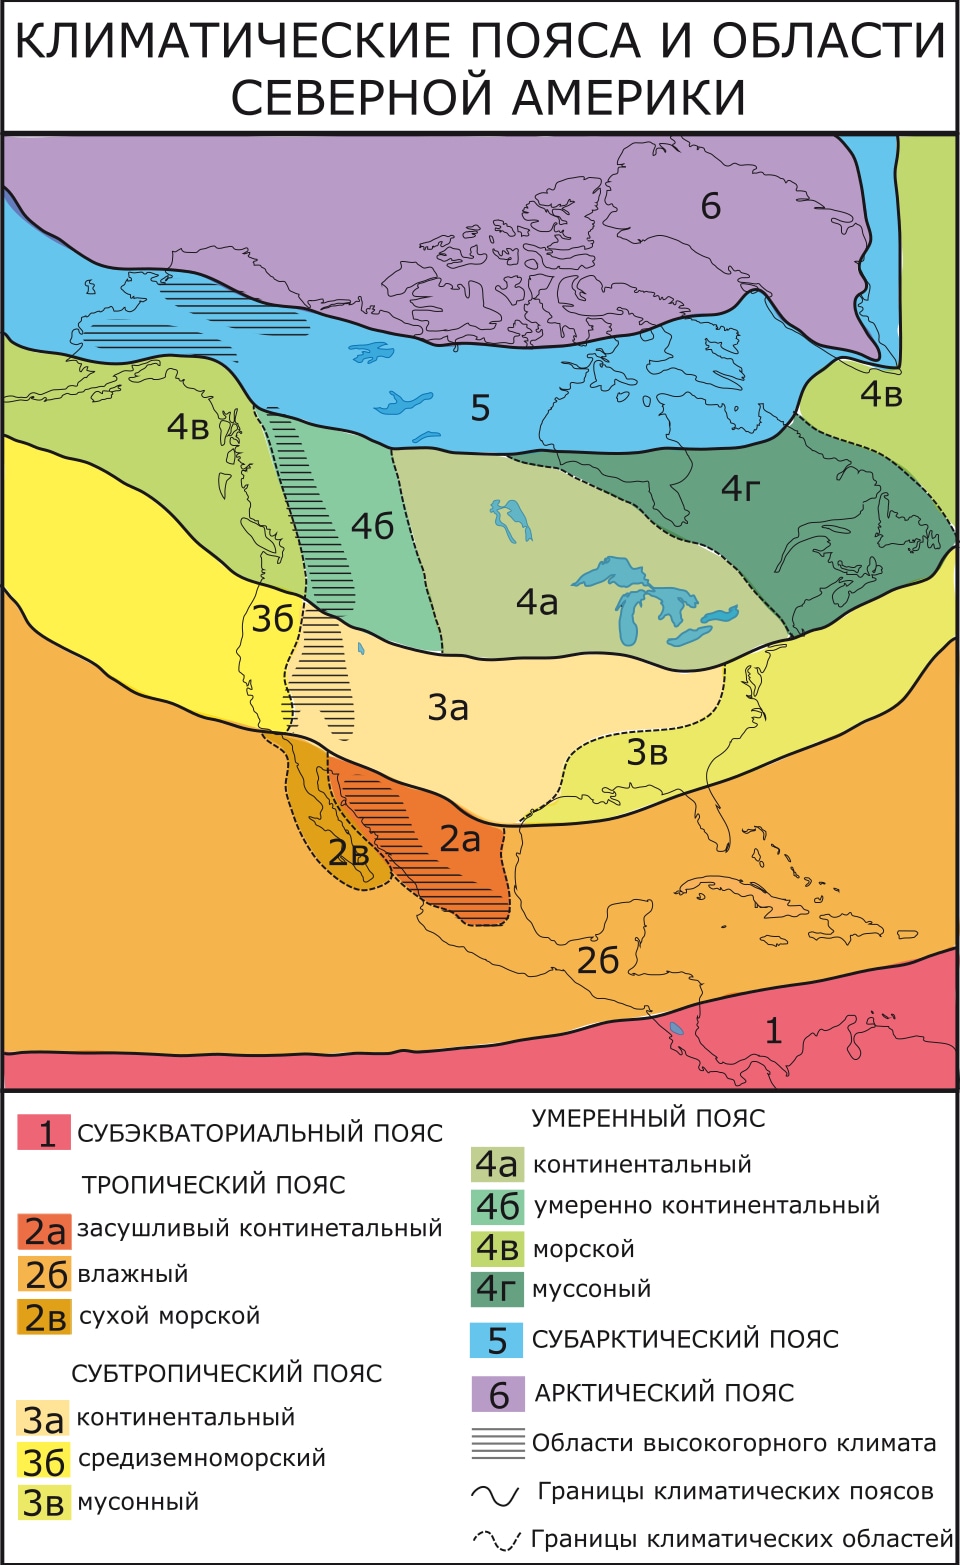 КЛИМАТИЧЕСКИЕ ПОЯСА И ОБЛАСТИ
СЕВЕРНОЙ АМЕРИКИ
6
4в
5
4в
4г
4б
4а
3б
3а
3в
2а
2в
2б
1
1 СУБЭКВАТОРИАЛЬНЫЙ ПОЯС
ТРОПИЧЕСКИЙ ПОЯС
2а засушливый континетальный
2б влажный
2в сухой морской
СУБТРОПИЧЕСКИЙ ПОЯС
3а континентальный
3б средиземноморский
3в мусонный
УМЕРЕННЫЙ ПОЯС
4а континентальный
4б умеренно континентальный
4в морской
4г муссоный
5 СУБАРКТИЧЕСКИЙ ПОЯС
6 АРКТИЧЕСКИЙ ПОЯС
Области высокогорного климата
Границы климатических поясов
Границы климатических областей